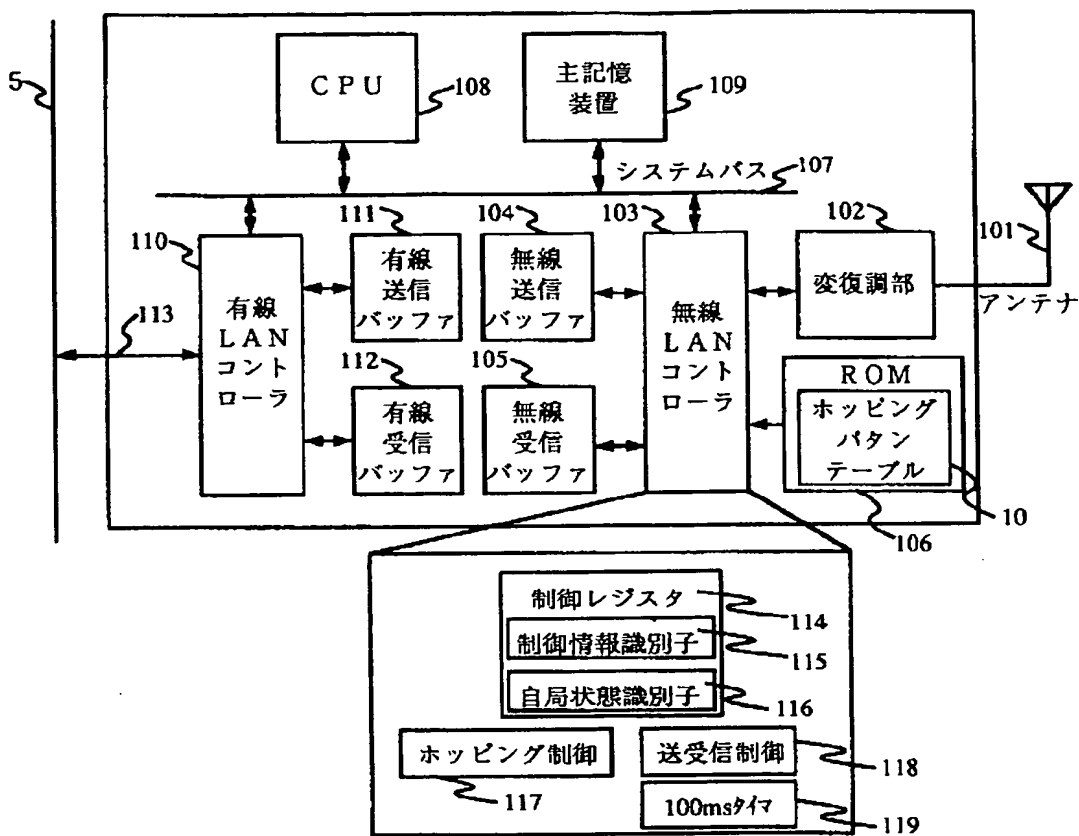 5
CPU
108
主記憶
装置
109
システムバス
107
110
111
104
103
102
101
有線
送信
バッファ
無線
送信
バッファ
変復調部
アンテナ
113
有線
LAN
コント
ローラ
無線
LAN
コント
ローラ
112
105
有線
受信
バッファ
無線
受信
バッファ
ROM
ホッピング
パタン
テーブル
106
10
制御レジスタ
114
制御情報識別子
115
自局状態識別子
116
ホッピング制御
117
送受信制御
118
100msタイマ
119